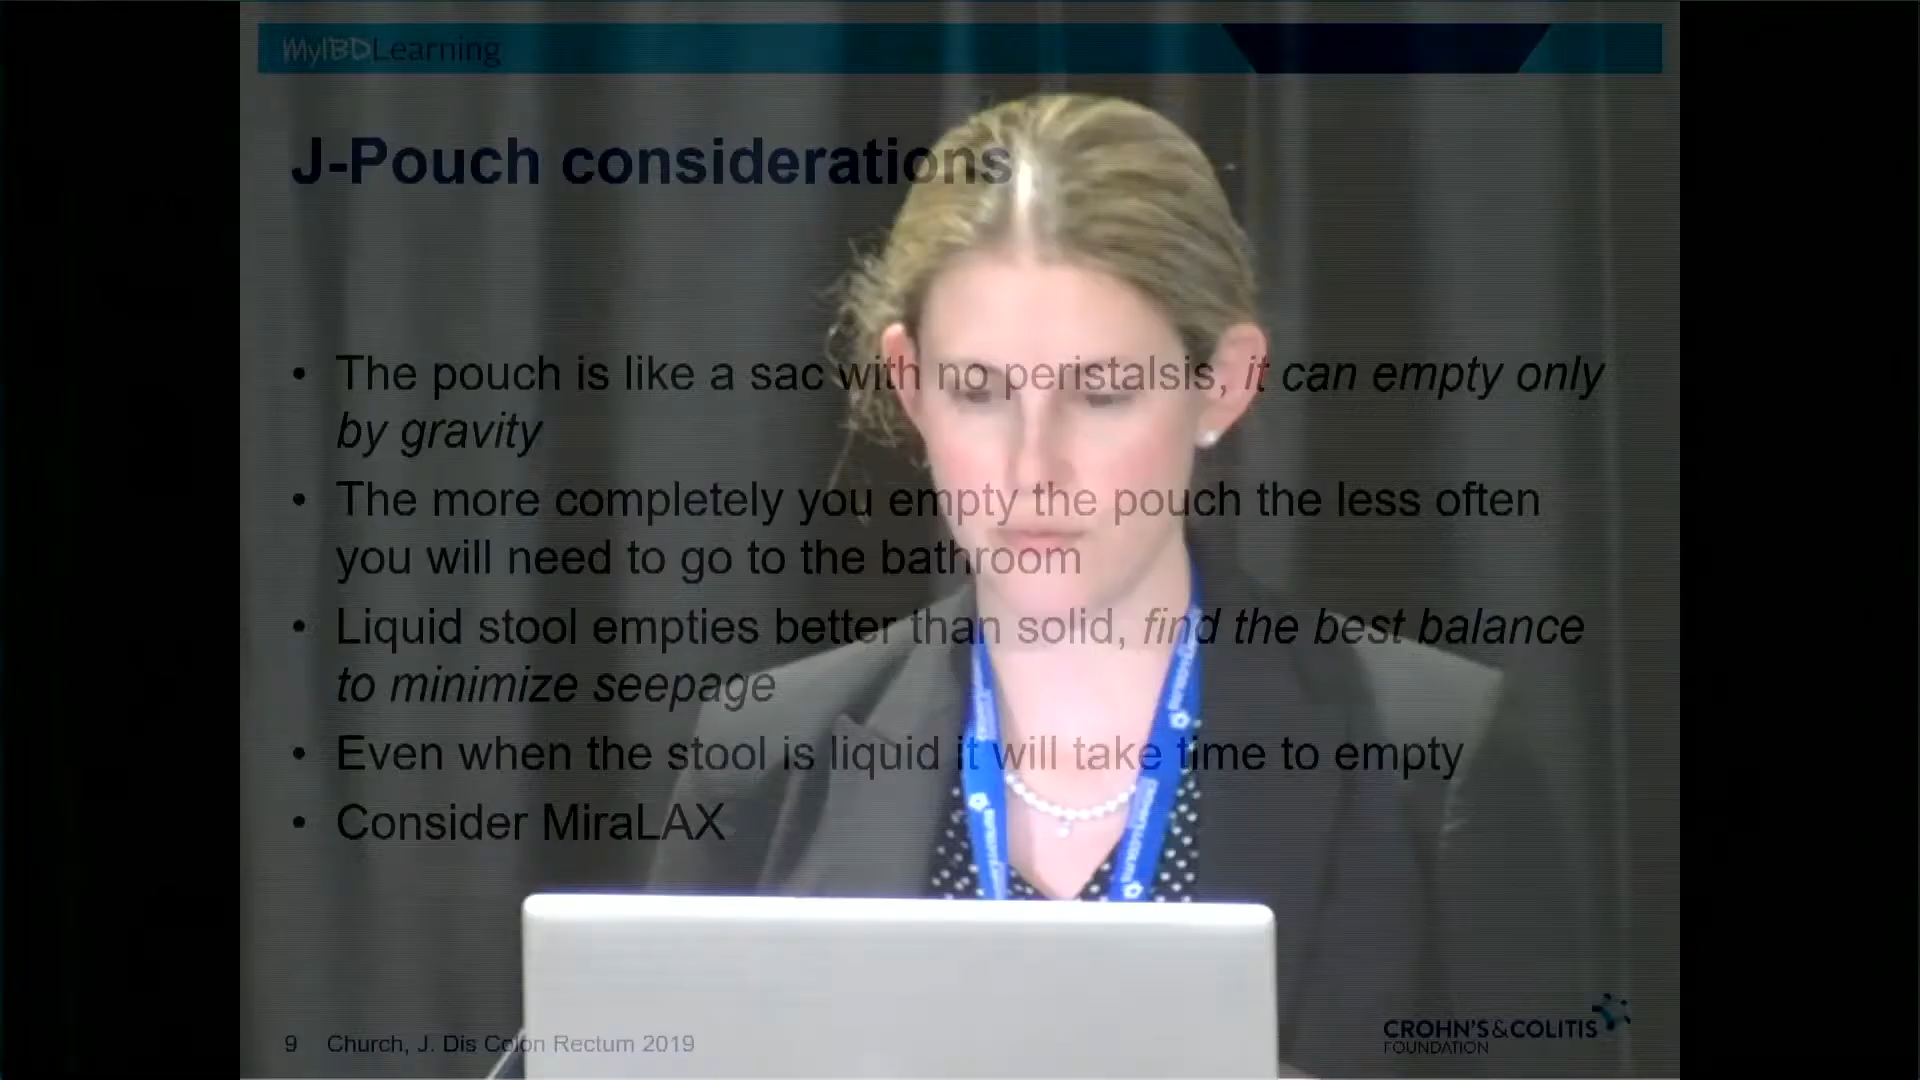 MyIBDLearning
J-Pouch considerations
• The pouch is like a sac with no peristalsis, it can empty only
by gravity
• The more completely you empty the pouch the less often
you will need to go to the bathroom
• Liquid stool empties better than solid, find the best balance
to minimize seepage
• Even when the stool is liquid it will take time to empty
• Consider MiraLAX
9 Church, J. Dis Colon Rectum 2019
CROHN'S & COLITIS
FOUNDATION